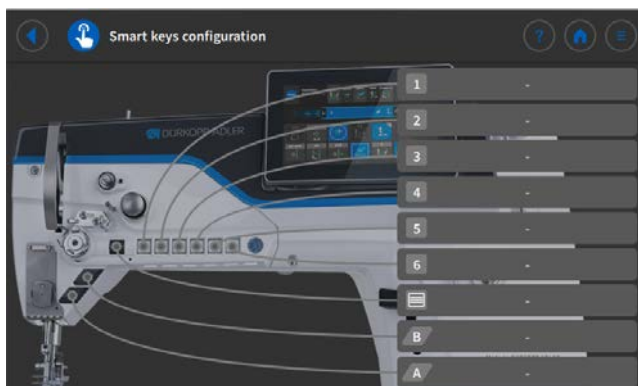 Smart keys configuration
?
DÜRKOPP ADLER
1 -
2 -
3 -
4 -
5 -
6 -
-
B -
A -